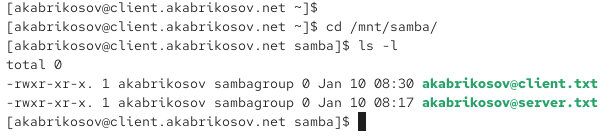 [akabrikosov@client.akabrikosov.net ~]$
[akabrikosov@client.akabrikosov.net ~]$ cd /mnt/samba/
[akabrikosov@client.akabrikosov.net samba]$ ls -l
total 0
-rwxr-xr-x. 1 akabrikosov sambagroup 0 Jan 10 08:30 akabrikosov@client.txt
-rwxr-xr-x. 1 akabrikosov sambagroup 0 Jan 10 08:17 akabrikosov@server.txt
[akabrikosov@client.akabrikosov.net samba]$